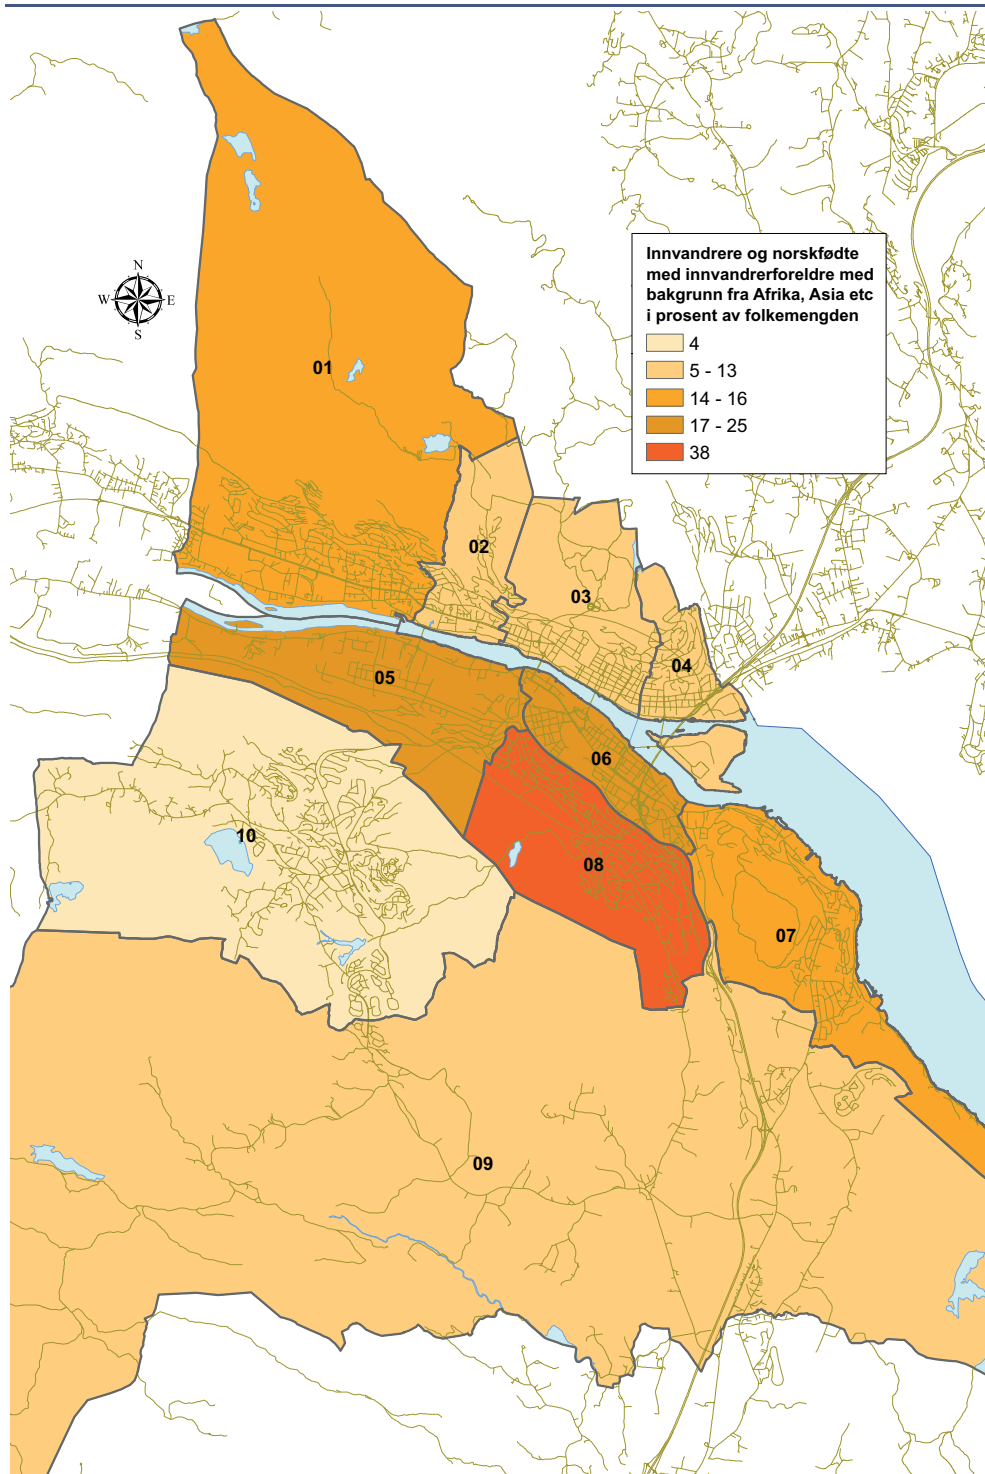 Innvandrere og norskfødte
med innvandrerforeldre med
bakgrunn fra Afrika, Asia etc
i prosent av folkemengden
4
5 - 13
14 - 16
17 - 25
38
N
W E
S
01
02
03
04
05
06
10
08
07
09